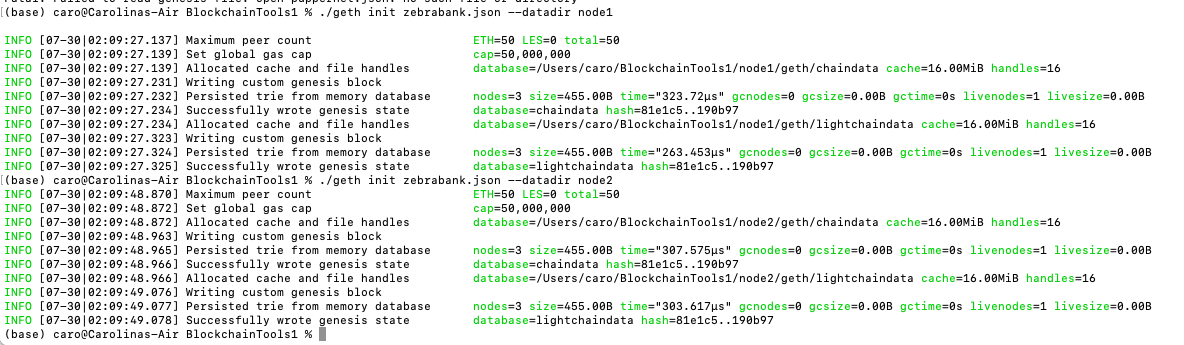 (base) caro@Carolinas-Air BlockchainTools1 % ./geth init zebrabank.json --datadir node1
INFO [07-30|02:09:27.137] Maximum peer count ETH=50 LES=0 total=50
INFO [07-30|02:09:27.139] Set global gas cap cap=50,000,000
INFO [07-30|02:09:27.139] Allocated cache and file handles database=/Users/caro/BlockchainTools1/node1/geth/chaindata cache=16.00MiB handles=16
INFO [07-30|02:09:27.231] Writing custom genesis block
INFO [07-30|02:09:27.232] Persisted trie from memory database nodes=3 size=455.00B time="323.72µs" gcnodes=0 gcsize=0.00B gctime=0s livenodes=1 livesize=0.00B
INFO [07-30|02:09:27.234] Successfully wrote genesis state database=chaindata hash=81e1c5..190b97
INFO [07-30|02:09:27.234] Allocated cache and file handles database=/Users/caro/BlockchainTools1/node1/geth/lightchaindata cache=16.00MiB handles=16
INFO [07-30|02:09:27.323] Writing custom genesis block
INFO [07-30|02:09:27.324] Persisted trie from memory database nodes=3 size=455.00B time="263.453µs" gcnodes=0 gcsize=0.00B gctime=0s livenodes=1 livesize=0.00B
INFO [07-30|02:09:27.325] Successfully wrote genesis state database=lightchaindata hash=81e1c5..190b97
(base) caro@Carolinas-Air BlockchainTools1 % ./geth init zebrabank.json --datadir node2
INFO [07-30|02:09:48.870] Maximum peer count ETH=50 LES=0 total=50
INFO [07-30|02:09:48.872] Set global gas cap cap=50,000,000
INFO [07-30|02:09:48.872] Allocated cache and file handles database=/Users/caro/BlockchainTools1/node2/geth/chaindata cache=16.00MiB handles=16
INFO [07-30|02:09:48.963] Writing custom genesis block
INFO [07-30|02:09:48.965] Persisted trie from memory database nodes=3 size=455.00B time="307.575µs" gcnodes=0 gcsize=0.00B gctime=0s livenodes=1 livesize=0.00B
INFO [07-30|02:09:48.966] Successfully wrote genesis state database=chaindata hash=81e1c5..190b97
INFO [07-30|02:09:48.966] Allocated cache and file handles database=/Users/caro/BlockchainTools1/node2/geth/lightchaindata cache=16.00MiB handles=16
INFO [07-30|02:09:49.076] Writing custom genesis block
INFO [07-30|02:09:49.077] Persisted trie from memory database nodes=3 size=455.00B time="303.617µs" gcnodes=0 gcsize=0.00B gctime=0s livenodes=1 livesize=0.00B
INFO [07-30|02:09:49.078] Successfully wrote genesis state database=lightchaindata hash=81e1c5..190b97
(base) caro@Carolinas-Air BlockchainTools1 %